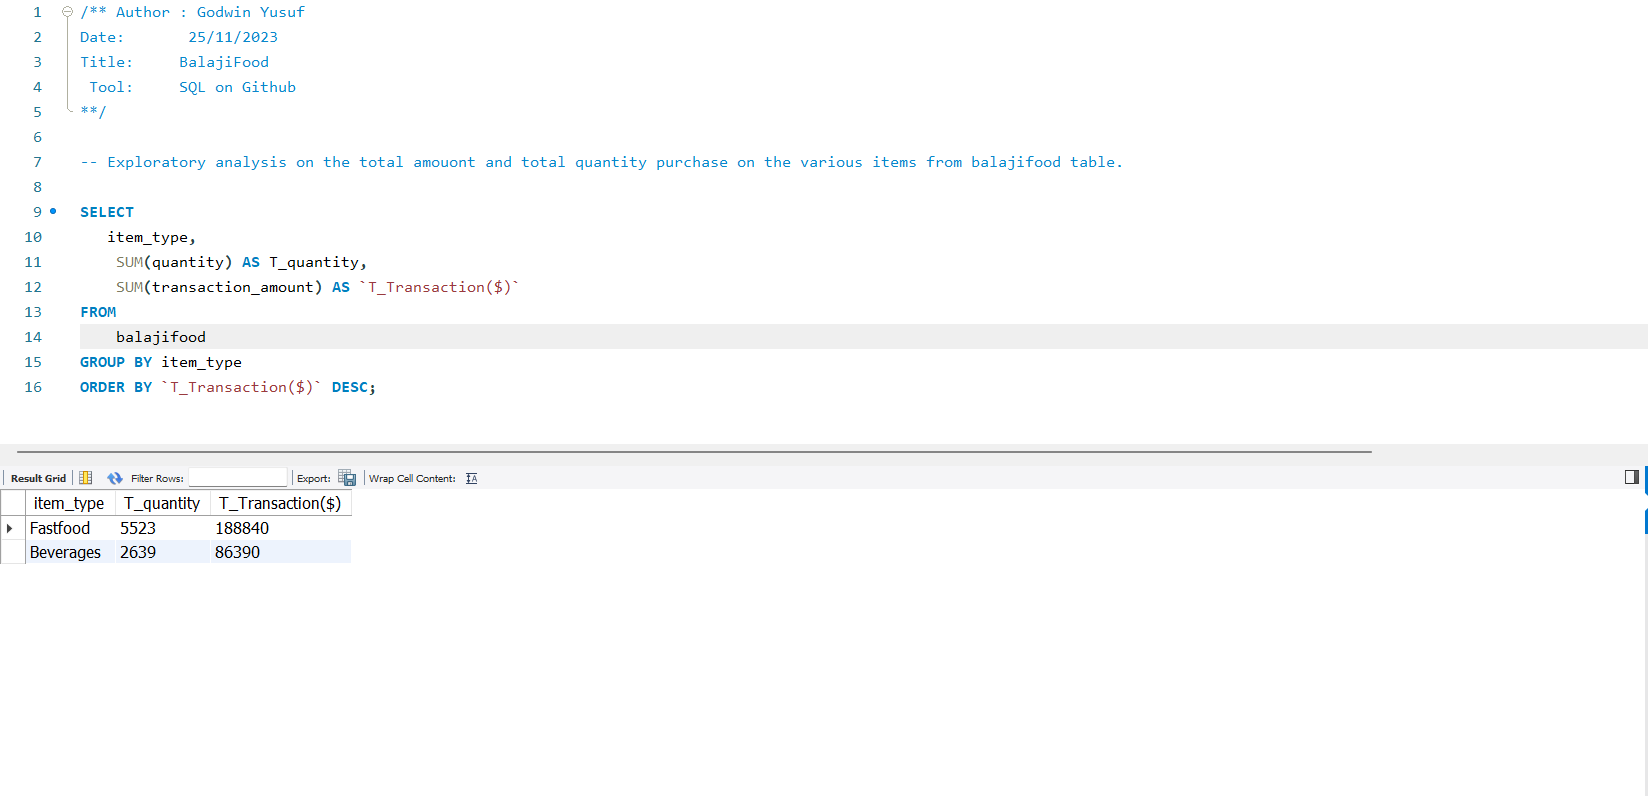 1 /** Author : Godwin Yusuf
2 Date: 25/11/2023
3 Title: BalajiFood
4 Tool: SQL on Github
5 **/
6
7 -- Exploratory analysis on the total amouont and total quantity purchase on the various items from balajifood table.
8
9 SELECT
10 item_type,
11 SUM(quantity) AS T_quantity,
12 SUM(transaction_amount) AS `T_Transaction($)`
13 FROM
14 balajifood
15 GROUP BY item_type
16 ORDER BY `T_Transaction($)` DESC;
Result Grid Filter Rows: Export: Wrap Cell Content:
item_type T_quantity T_Transaction($)
Fastfood 5523 188840
Beverages 2639 86390